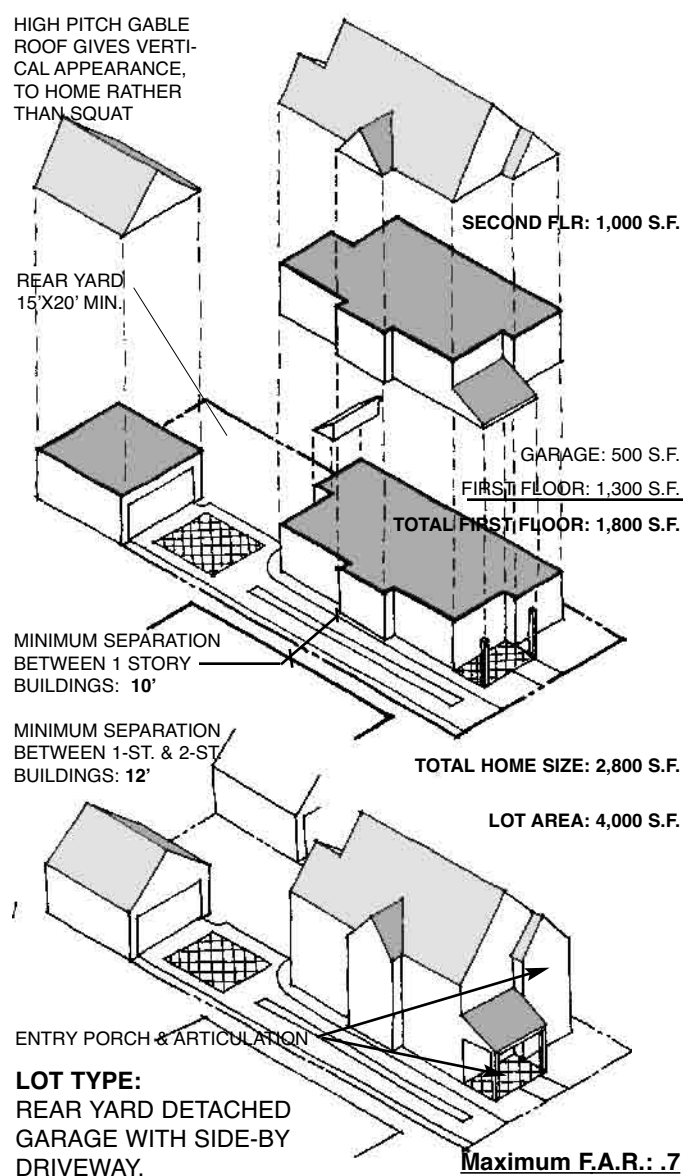 HIGH PITCH GABLE
ROOF GIVES VERTI-
CAL APPEARANCE,
TO HOME RATHER
THAN SQUAT
SECOND FLR: 1,000 S.F.
REAR YARD
15'X20' MIN.
GARAGE: 500 S.F.
FIRST FLOOR: 1,300 S.F.
TOTAL FIRST FLOOR: 1,800 S.F.
MINIMUM SEPARATION
BETWEEN 1 STORY
BUILDINGS: 10'
MINIMUM SEPARATION
BETWEEN 1-ST. & 2-ST.
BUILDINGS: 12'
TOTAL HOME SIZE: 2,800 S.F.
LOT AREA: 4,000 S.F.
ENTRY PORCH & ARTICULATION
LOT TYPE:
REAR YARD DETACHED
GARAGE WITH SIDE-BY
DRIVEWAY.
Maximum F.A.R.: .7